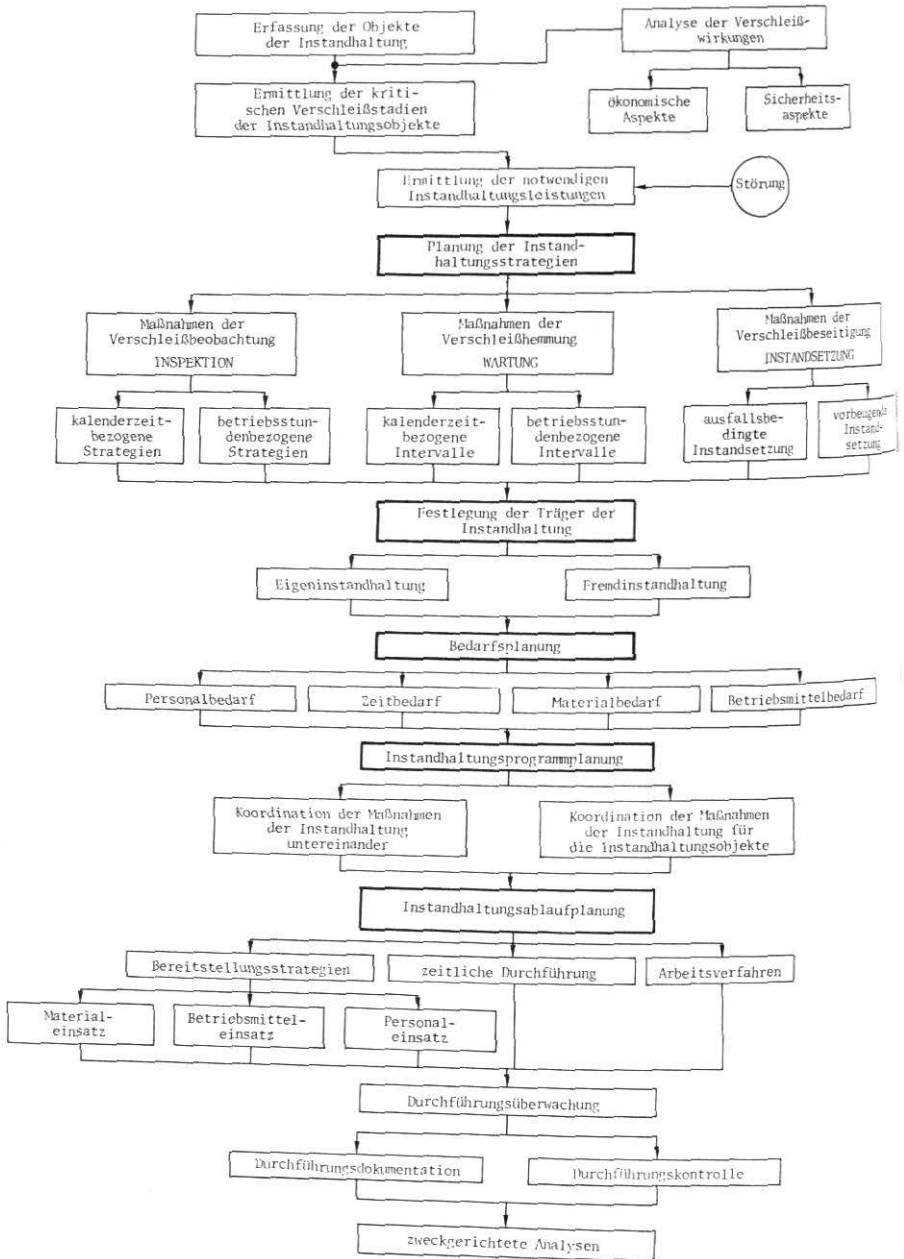 Erfassung der Objekte
der Instandhaltung
Analyse der Verschleiß-
wirkungen
Ermittlung der kriti-
schen Verschleißstadien
der Instandhaltungsobjekte
ökonomische
Aspekte
Sicherheits-
aspekte
Ermittlung der notwendigen
Instandhaltungsleistungen
Störung
Planung der Instand-
haltungsstrategien
Maßnahmen der
Verschleißbeobachtung
INSPEKTION
Maßnahmen der
Verschleißhemmung
WARTUNG
Maßnahmen der
Verschleißbeseitigung
INSTANDSETZUNG
kalenderzeit-
bezogene
Strategien
betriebsstun-
denbezogene
Strategien
kalenderzeit-
bezogene
Intervalle
betriebsstun-
denbezogene
Intervalle
ausfallsbe-
dingte
Instandsetzung
vorbeugende
Instand-
setzung
Festlegung der Träger der
Instandhaltung
Eigeninstandhaltung
Fremdinstandhaltung
Bedarfsplanung
Personalbedarf
Zeitbedarf
Materialbedarf
Betriebsmittelbedarf
Instandhaltungsprogrammplanung
Koordination der Maßnahmen
der Instandhaltung
untereinander
Koordination der Maßnahmen
der Instandhaltung für
die Instandhaltungsobjekte
Instandhaltungsablaufplanung
Bereitstellungsstrategien
zeitliche Durchführung
Arbeitsverfahren
Material-
einsatz
Betriebsmittel-
einsatz
Personal-
einsatz
Durchführungsüberwachung
Durchführungsdokumentation
Durchführungskontrolle
zweckgerichtete Analysen